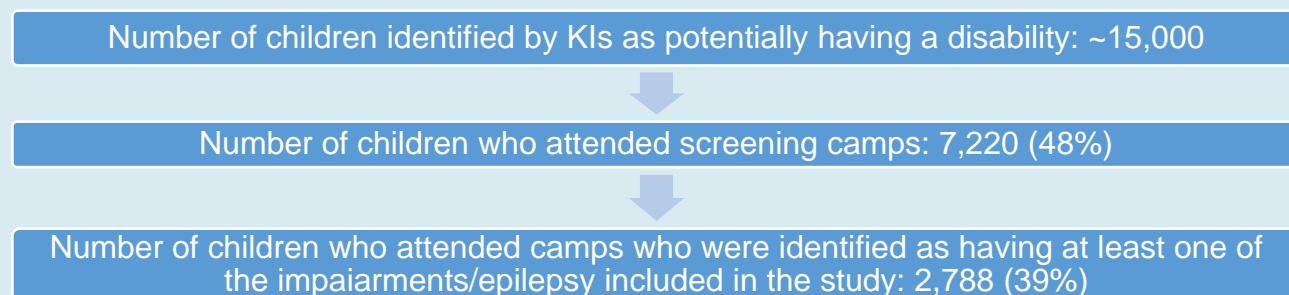 Number of children identified by KIs as potentially having a disability: ~15,000
Number of children who attended screening camps: 7,220 (48%)
Number of children who attended camps who were identified as having at least one of
the impaiarments/epilepsy included in the study: 2,788 (39%)